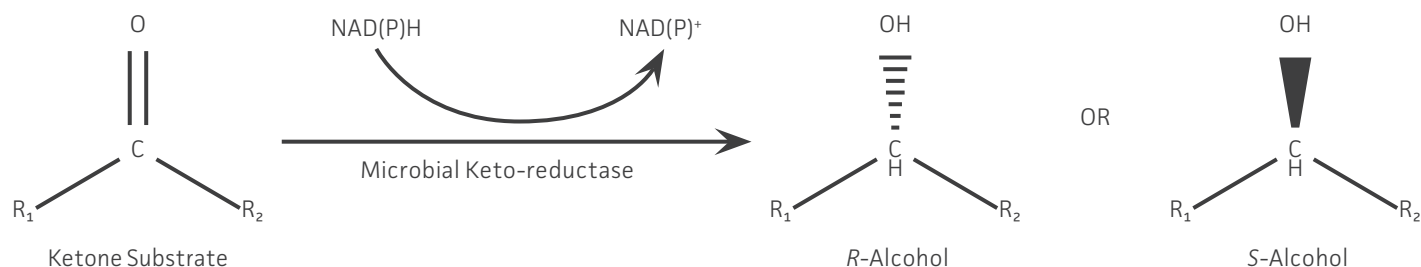 O
NAD(P)H
NAD(P)⁺
OH
OH
C
Microbial Keto-reductase
C
H
OR
C
H
R₁
R₂
R₁
R₂
R₁
R₂
Ketone Substrate
R-Alcohol
S-Alcohol